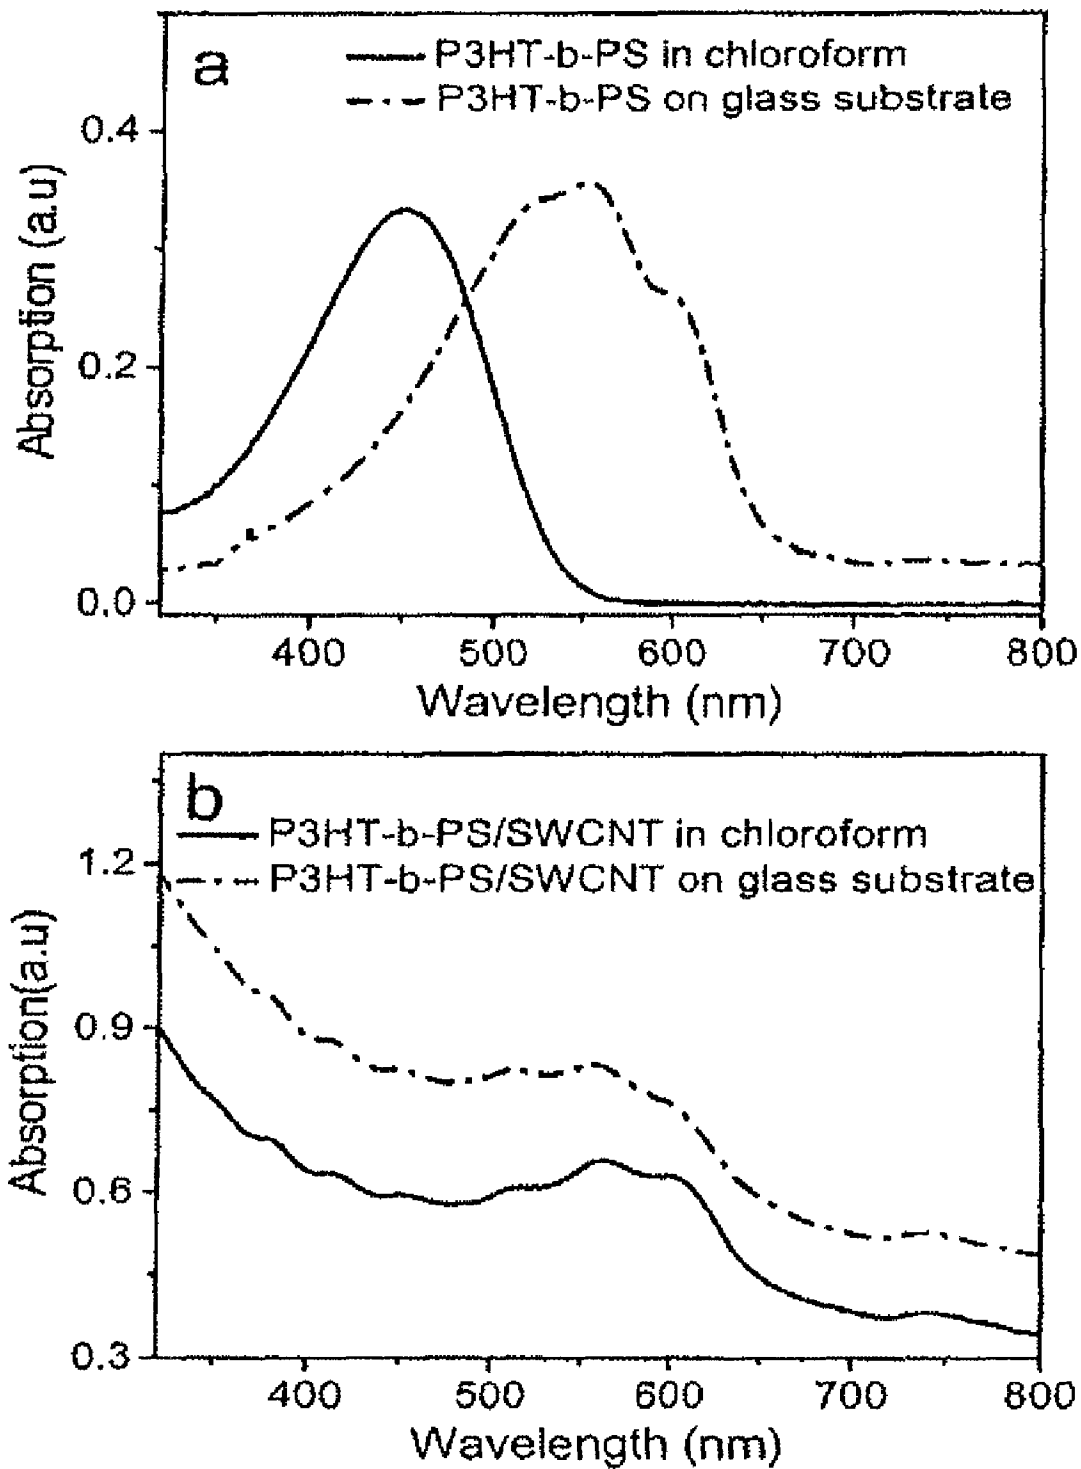 a
P3HT-b-PS in chloroform
P3HT-b-PS on glass substrate
Absorption (a.u)
0.4
0.2
0.0
400 500 600 700 800
Wavelength (nm)
b
P3HT-b-PS/SWCNT in chloroform
P3HT-b-PS/SWCNT on glass substrate
Absorption(a.u)
1.2
0.9
0.6
0.3
400 500 600 700 800
Wavelength (nm)